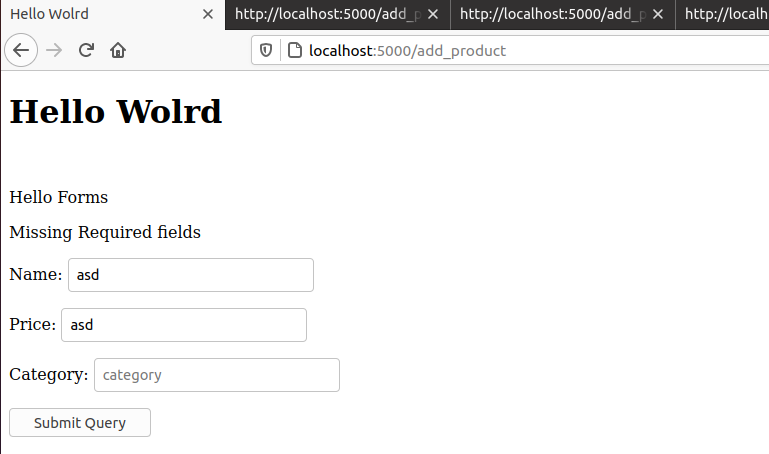 Hello Wolrd
http://localhost:5000/add_p
http://localhost:5000/add_p
http://localh
localhost:5000/add_product
Hello Wolrd
Hello Forms
Missing Required fields
Name: asd
Price: asd
Category: category
Submit Query